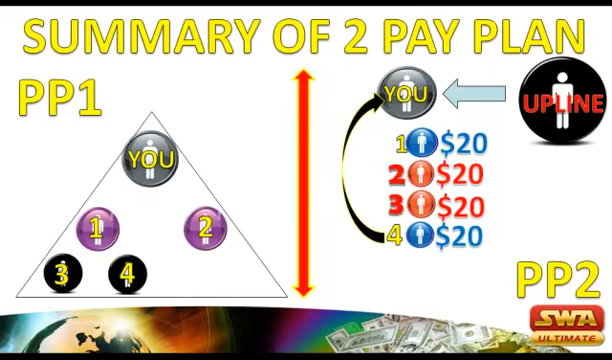 SUMMARY OF 2 PAY PLAN
PP1
YOU
1 2
3 4
YOU
UPLINE
1 $20
2 $20
3 $20
4 $20
PP2
SWA
ULTIMATE